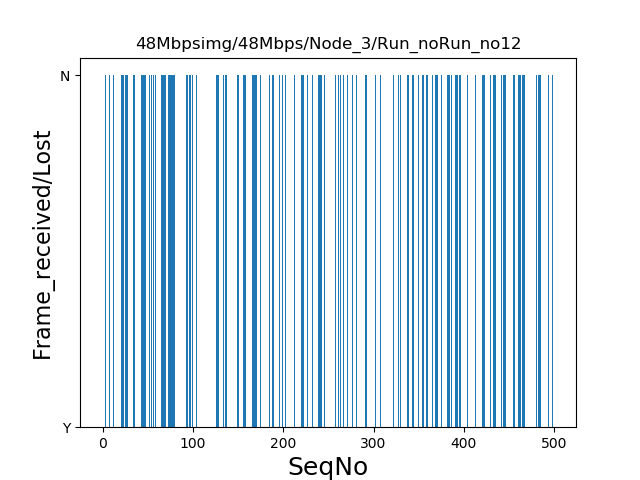 48Mbpsimg/48Mbps/Node_3/Run_noRun_no12
N
Frame_received/Lost
Y
0 100 200 300 400 500
SeqNo